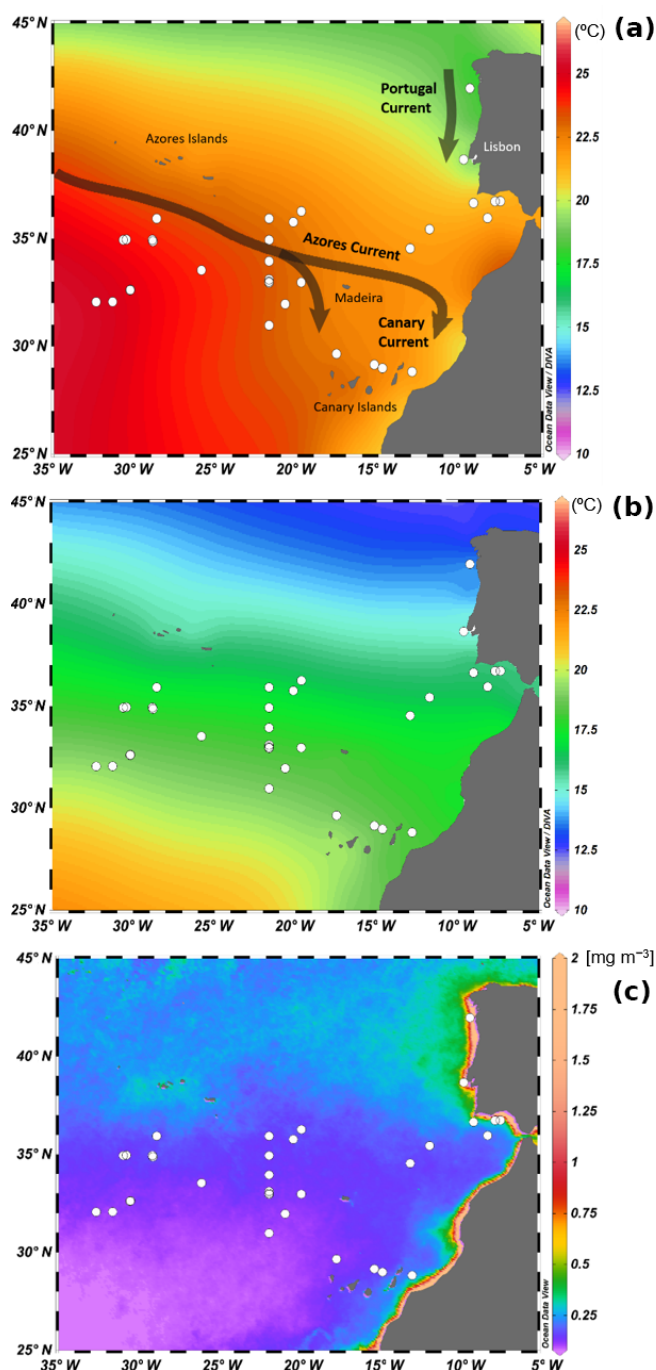 45° N
(ºC)
(a)
25
Portugal
Current
22.5
40° N
Azores Islands
Lisbon
20
35° N
Azores Current
17.5
Madeira
15
30° N
Canary
Current
12.5
Canary Islands
Ocean Data View / DIVA
25° N
10
35° W 30° W 25° W 20° W 15° W 10° W 5° W
45° N
(ºC)
(b)
25
22.5
40° N
20
35° N
17.5
15
30° N
12.5
Ocean Data View / DIVA
25° N
10
35° W 30° W 25° W 20° W 15° W 10° W 5° W
45° N
2 [mg m⁻³]
(c)
1.75
40° N
1.5
1.25
35° N
1
0.75
30° N
0.5
0.25
Ocean Data View
25° N
35° W 30° W 25° W 20° W 15° W 10° W 5° W